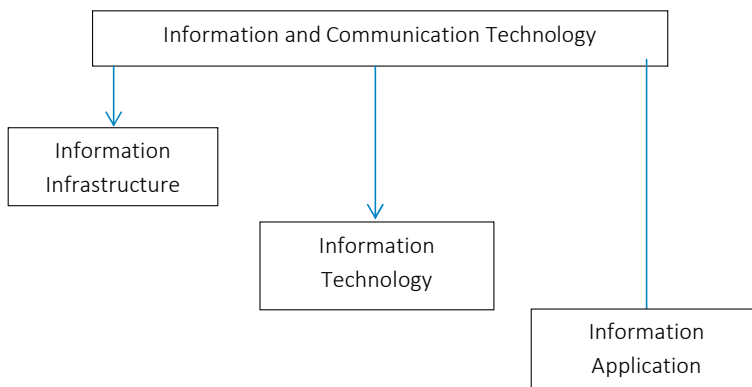 Information and Communication Technology
Information
Infrastructure
Information
Technology
Information
Application